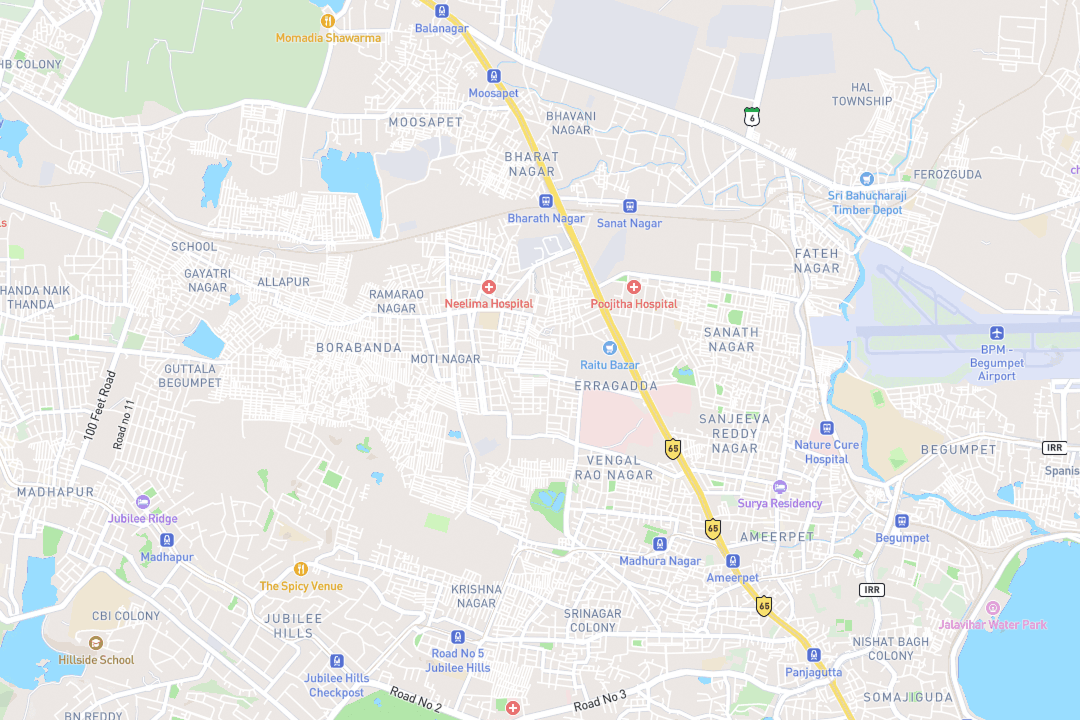 Balanagar
Momadia Shawarma
HB COLONY
Moosapet
HAL
TOWNSHIP
MOOSAPET
BHAVANI
NAGAR
6
BHARAT
NAGAR
FEROZGUDA
ch
Sri Bahucharaji
Timber Depot
Bharath Nagar
Sanat Nagar
ls
SCHOOL
FATEH
NAGAR
GAYATRI
NAGAR
ALLAPUR
HANDA NAIK
THANDA
RAMARAO
NAGAR
Neelima Hospital
Poojitha Hospital
SANATH
NAGAR
BORABANDA
MOTI NAGAR
BPM -
Begumpet
Airport
Raitu Bazar
GUTTALA
BEGUMPET
ERRAGADDA
100 Feet Road
Road no 11
SANJEEVA
REDDY
NAGAR
65
Nature Cure
Hospital
BEGUMPET
IRR
Spanis
VENGAL
RAO NAGAR
MADHAPUR
Jubilee Ridge
Surya Residency
65
Begumpet
AMEERPET
Madhapur
Madhura Nagar
Ameerpet
The Spicy Venue
KRISHNA
NAGAR
IRR
65
CBI COLONY
JUBILEE
HILLS
SRINAGAR
COLONY
Jalavihar Water Park
NISHAT BAGH
COLONY
Hillside School
Road No 5
Jubilee Hills
Panjagutta
Jubilee Hills
Checkpost
Road No 2
Road No 3
SOMAJIGUDA
BN REDDY